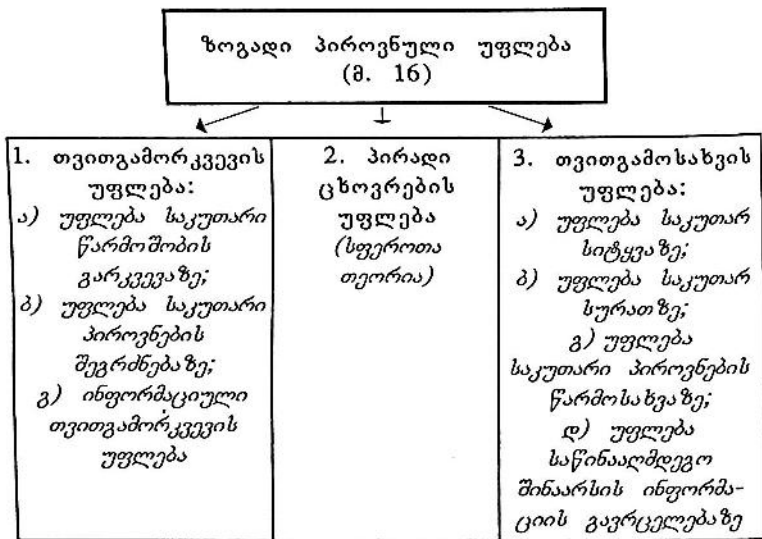 ზოგადი პიროვნული უფლება
(მ. 16)
1. თვითგამორკვევის
უფლება:
ა) უფლება საკუთარი
წარმოშობის
გარკვევაზე;
ბ) უფლება საკუთარი
პიროვნების
შეგრძნებაზე;
გ) ინფორმაციული
თვითგამორკვევის
უფლება
2. პირადი
ცხოვრების
უფლება
(სფეროთა
თეორია)
3. თვითგამოსახვის
უფლება:
ა) უფლება საკუთარ
სიტყვაზე;
ბ) უფლება საკუთარ
სურათზე;
გ) უფლება
საკუთარი პიროვნების
წარმოსახვაზე;
დ) უფლება
საწინააღმდეგო
შინაარსის ინფორმა-
ციის გავრცელებაზე